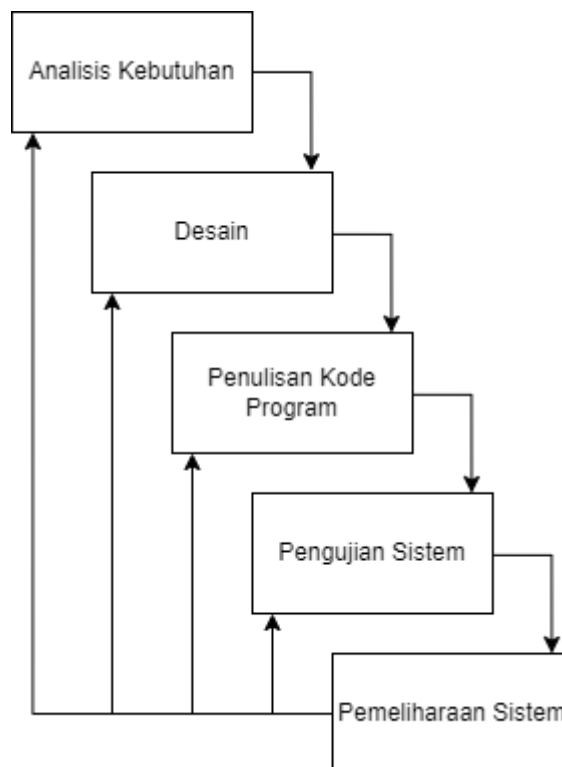 Analisis Kebutuhan
Desain
Penulisan Kode
Program
Pengujian Sistem
Pemeliharaan Sistem